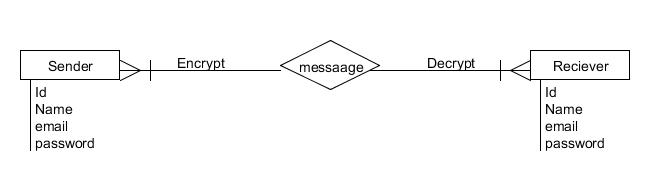 Sender
Encrypt
messaage
Decrypt
Reciever
Id
Name
email
password
Id
Name
email
password